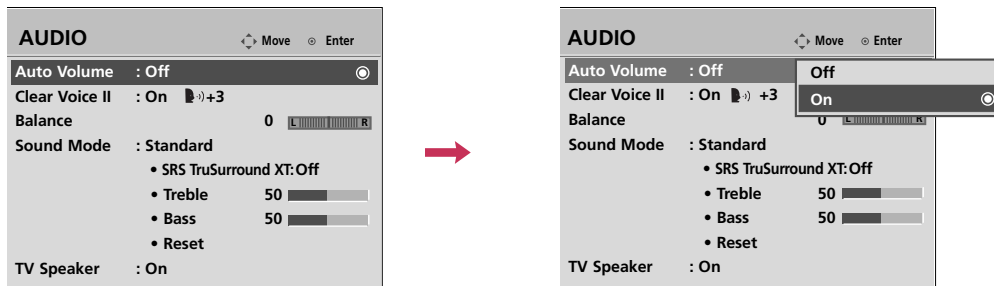 AUDIO Move Enter
Auto Volume : Off
Clear Voice II : On +3
Balance 0 L R
Sound Mode : Standard
• SRS TruSurround XT: Off
• Treble 50
• Bass 50
• Reset
TV Speaker : On
AUDIO Move Enter
Auto Volume : Off
Off
On
Clear Voice II : On +3
Balance 0 L R
Sound Mode : Standard
• SRS TruSurround XT: Off
• Treble 50
• Bass 50
• Reset
TV Speaker : On